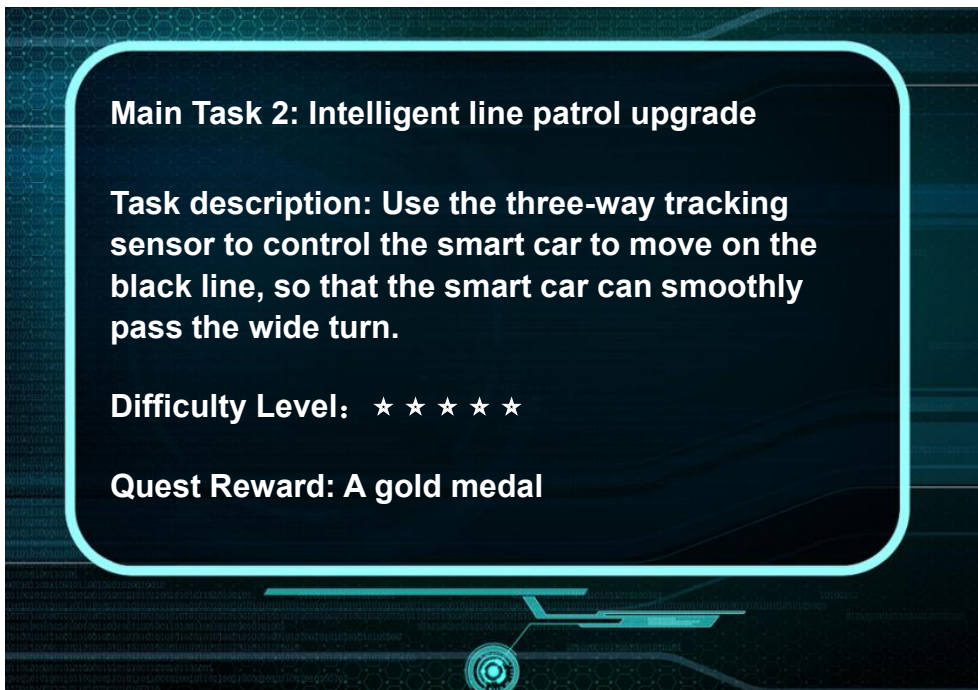 Main Task 2: Intelligent line patrol upgrade
Task description: Use the three-way tracking
sensor to control the smart car to move on the
black line, so that the smart car can smoothly
pass the wide turn.
Difficulty Level： ★ ★ ★ ★ ★
Quest Reward: A gold medal